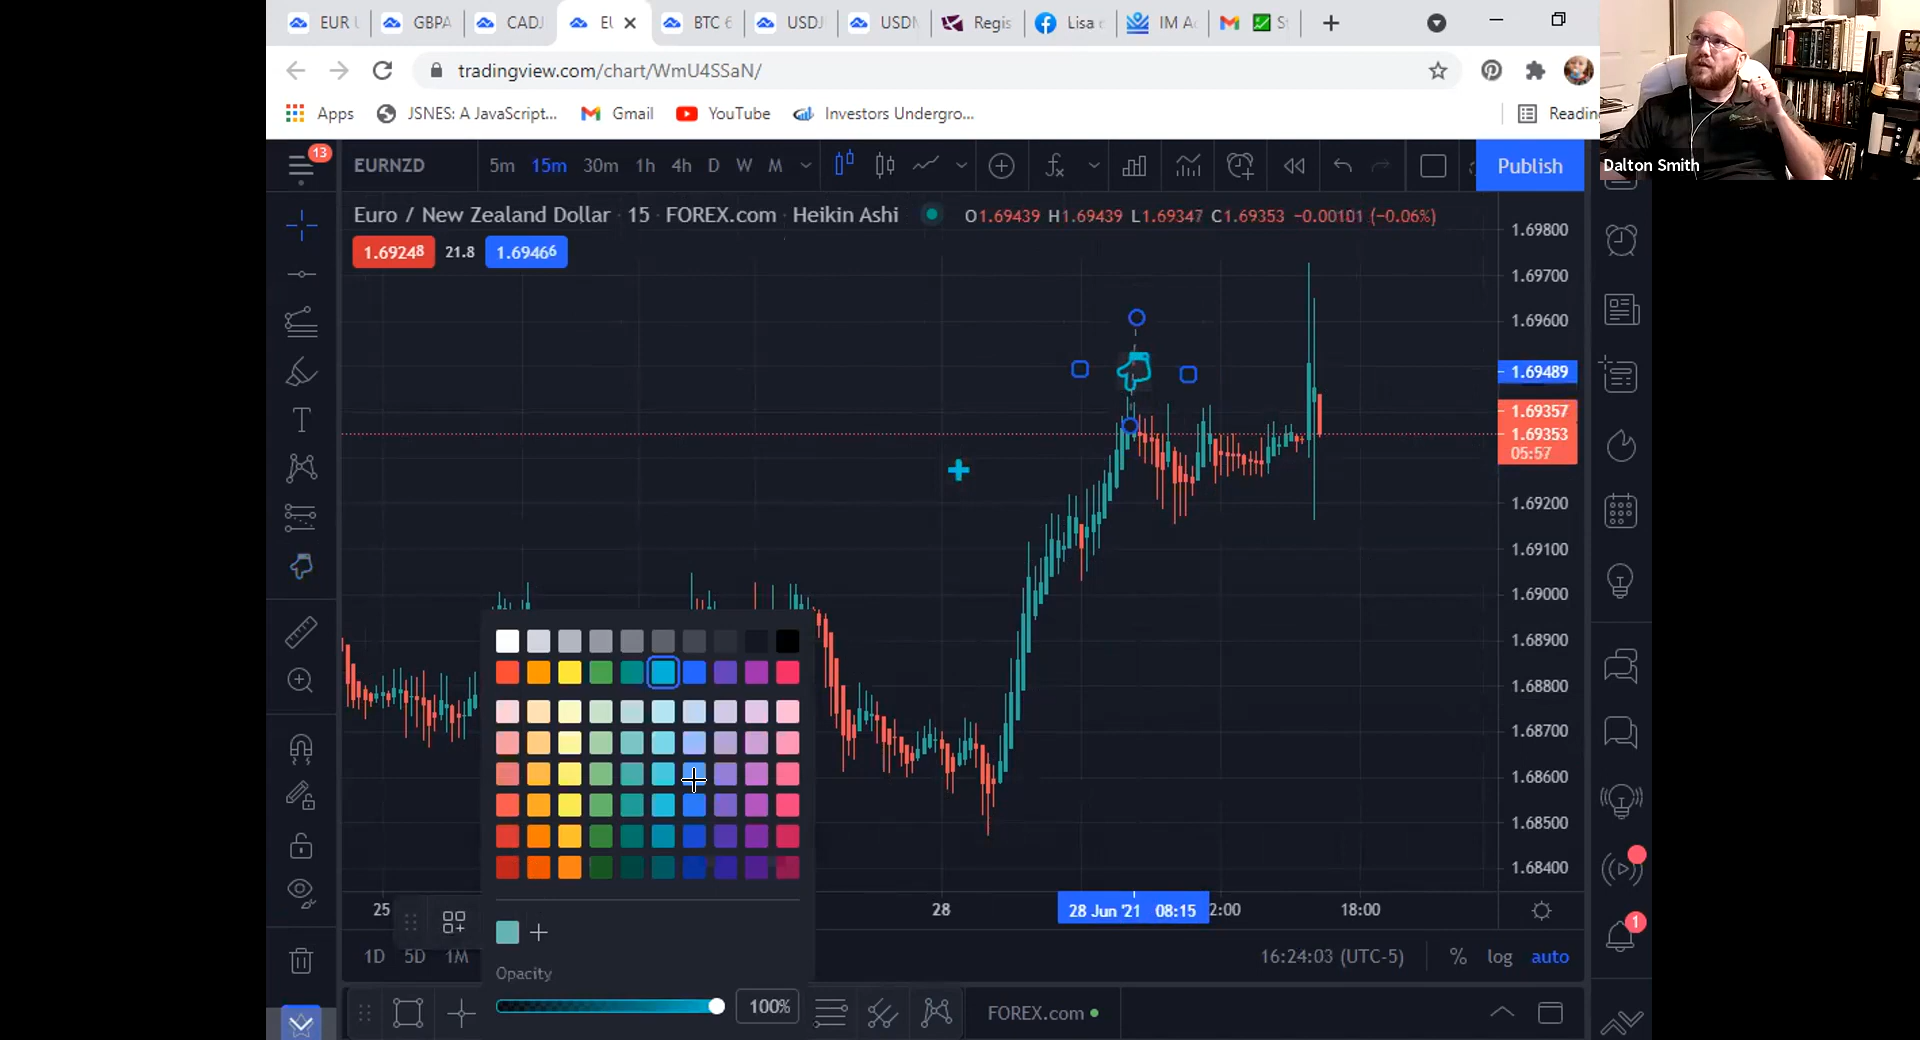 EUR U
GBPA
CADJ
EU
BTC 6
USDJ
USDM
Regis
Lisa
IM A
S
tradingview.com/chart/WmU4SSaN/
Apps
JSNES: A JavaScript...
Gmail
YouTube
Investors Undergro...
Readin
Dalton Smith
13
EURNZD
5m 15m 30m 1h 4h D W M
Publish
Euro / New Zealand Dollar · 15 · FOREX.com · Heikin Ashi
O1.69439 H1.69439 L1.69347 C1.69353 −0.00101 (−0.06%)
1.69248
21.8
1.69466
1.69800
1.69700
1.69600
1.69489
1.69357
1.69353
05:57
1.69200
1.69100
1.69000
1.68900
1.68800
1.68700
1.68600
1.68500
1.68400
25
28
28 Jun '21 08:15
2:00
18:00
1D 5D 1M
16:24:03 (UTC-5)
% log auto
Opacity
100%
FOREX.com
1